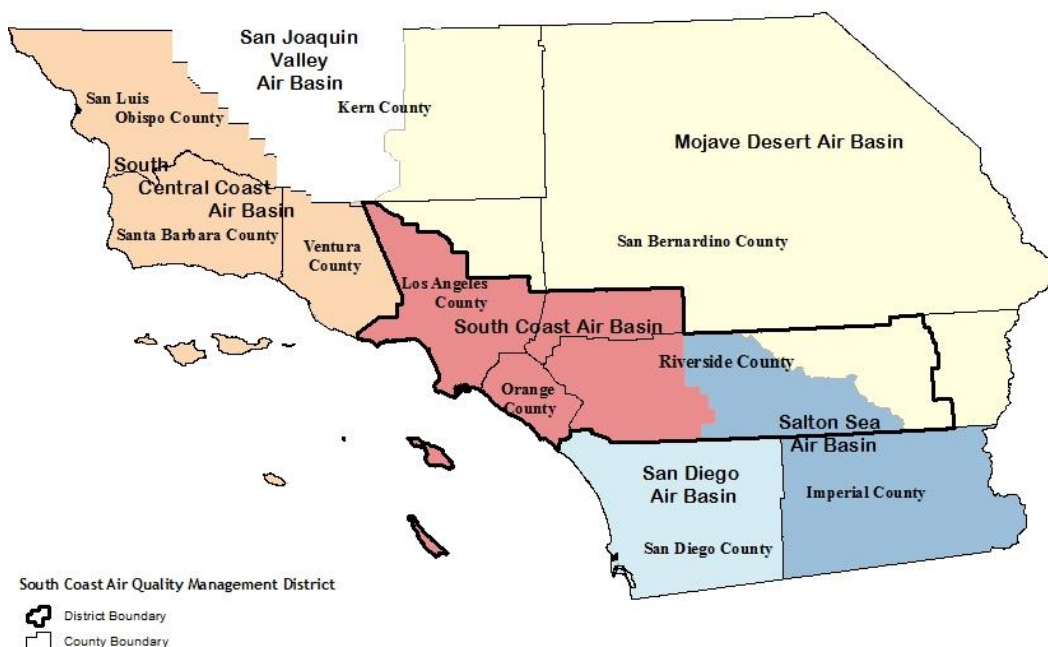 San Joaquin
Valley
Air Basin
Kern County
San Luis
Obispo County
Mojave Desert Air Basin
South
Central Coast
Air Basin
Santa Barbara County
Ventura
County
San Bernardino County
Los Angeles
County
South Coast Air Basin
Riverside County
Orange
County
Salton Sea
Air Basin
San Diego
Air Basin
Imperial County
San Diego County
South Coast Air Quality Management District
District Boundary
County Boundary